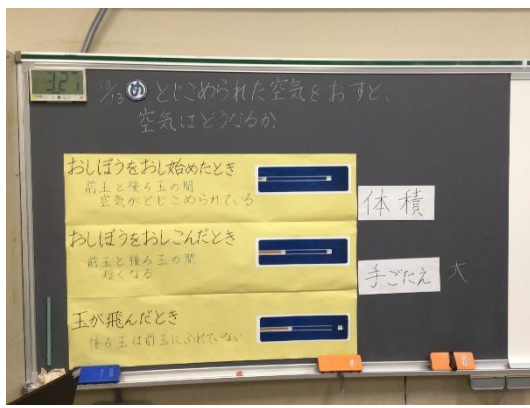 3:27
10/13 め とじこめられた空気をおすと、
空気はどうなるか
おしぼうをおし始めたとき
前玉と後ろ玉の間
空気がとじこめられている
体積
おしぼうをおしこんだとき
前玉と後ろ玉の間
短くなる
手ごたえ 大
玉が飛んだとき
後ろ玉は前玉にふれていない